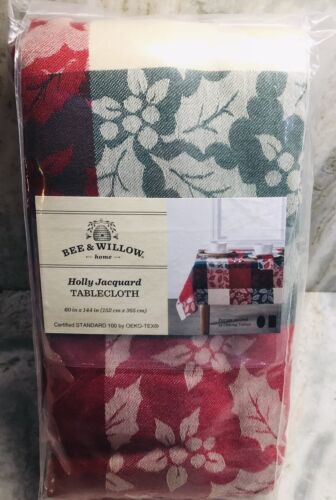 BEE & WILLOW.
home
Holly Jacquard
TABLECLOTH
60 in x 144 in (152 cm x 365 cm)
Certified STANDARD 100 by OEKO-TEX®